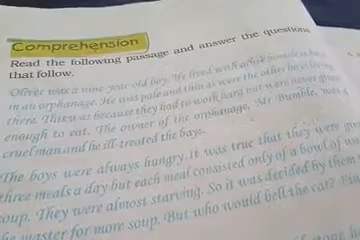 Comprehension
Read the following passage and answer the questions
that follow.
Oliver was a nine-year-old boy. He lived with other homeless boys
in an orphanage. He was pale and thin as were the other boys living
there. This was because they had to work hard but were never given
enough to eat. The owner of the orphanage, Mr Bumble, was a
cruel man and he ill-treated the boys.
The boys were always hungry. It was true that they were given
three meals a day but each meal consisted only of a bowl of
soup. They were almost starving. So it was decided by them
the master for more soup. But who would bell the cat?